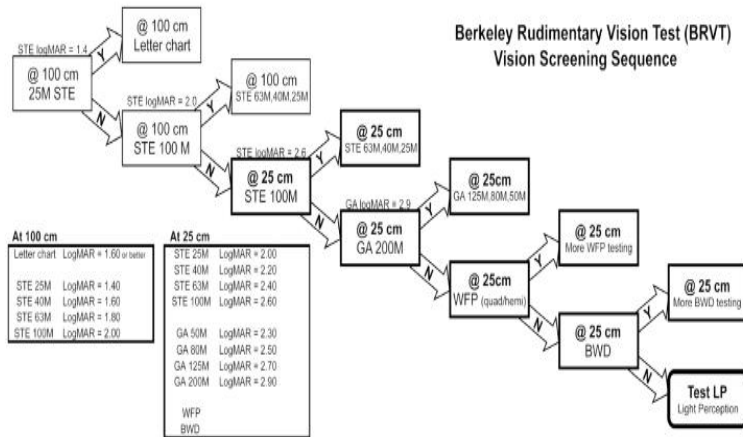 Berkeley Rudimentary Vision Test (BRVT)
Vision Screening Sequence
STE logMAR = 1.4
@ 100 cm
25M STE
Y
@ 100 cm
Letter chart
N
STE logMAR = 2.0
@ 100 cm
STE 100 M
Y
@ 100 cm
STE 63M,40M,25M
N
STE logMAR = 2.6
@ 25 cm
STE 100M
Y
@ 25 cm
STE 63M,40M,25M
N
GA logMAR = 2.9
@ 25 cm
GA 200M
Y
@ 25cm
GA 125M,80M,50M
N
@ 25cm
WFP (quad/hemi)
Y
@ 25 cm
More WFP testing
N
@ 25 cm
BWD
Y
@ 25 cm
More BWD testing
N
Test LP
Light Perception
At 100 cm
Letter chart LogMAR = 1.60 or better
STE 25M LogMAR = 1.40
STE 40M LogMAR = 1.60
STE 63M LogMAR = 1.80
STE 100M LogMAR = 2.00
At 25 cm
STE 25M LogMAR = 2.00
STE 40M LogMAR = 2.20
STE 63M LogMAR = 2.40
STE 100M LogMAR = 2.60
GA 50M LogMAR = 2.30
GA 80M LogMAR = 2.50
GA 125M LogMAR = 2.70
GA 200M LogMAR = 2.90
WFP
BWD